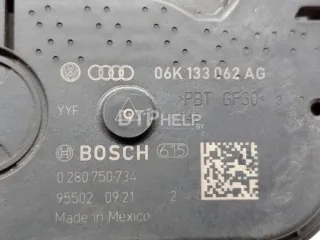 06K 133 062 AG
>PBT GF30<
YYF
DTPHELP
BOSCH 615
0 280 750 734
95502 09 21 2
Made in Mexico